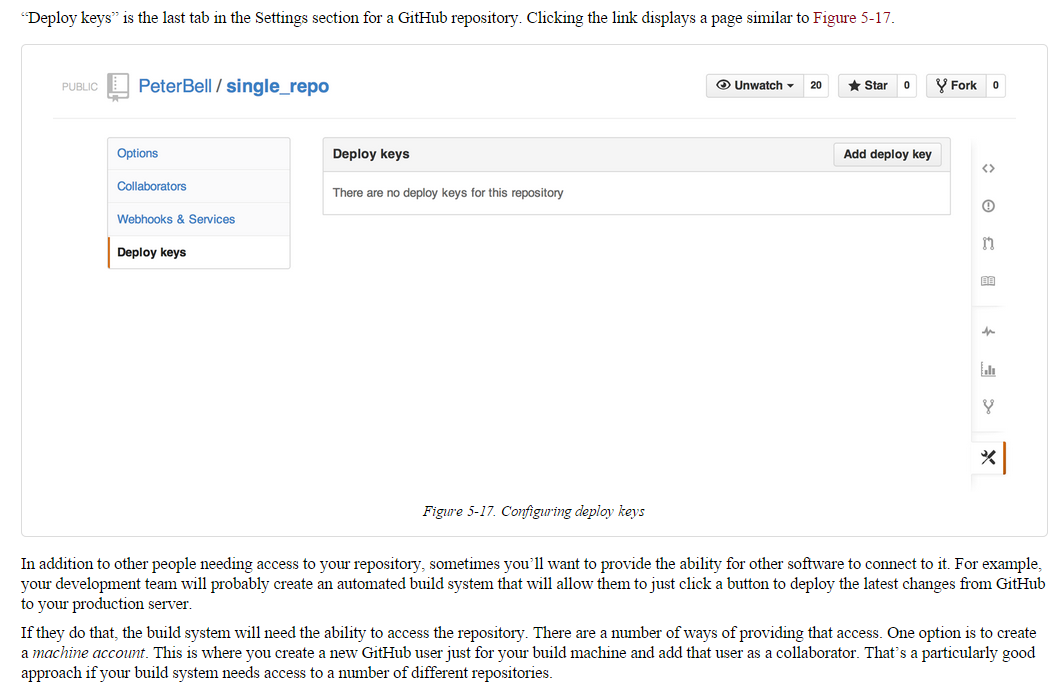 “Deploy keys” is the last tab in the Settings section for a GitHub repository. Clicking the link displays a page similar to Figure 5-17.
PUBLIC PeterBell / single_repo
Unwatch 20 Star 0 Fork 0
Options
Collaborators
Webhooks & Services
Deploy keys
Deploy keys Add deploy key
There are no deploy keys for this repository
Figure 5-17. Configuring deploy keys
In addition to other people needing access to your repository, sometimes you’ll want to provide the ability for other software to connect to it. For example,
your development team will probably create an automated build system that will allow them to just click a button to deploy the latest changes from GitHub
to your production server.
If they do that, the build system will need the ability to access the repository. There are a number of ways of providing that access. One option is to create
a machine account. This is where you create a new GitHub user just for your build machine and add that user as a collaborator. That’s a particularly good
approach if your build system needs access to a number of different repositories.